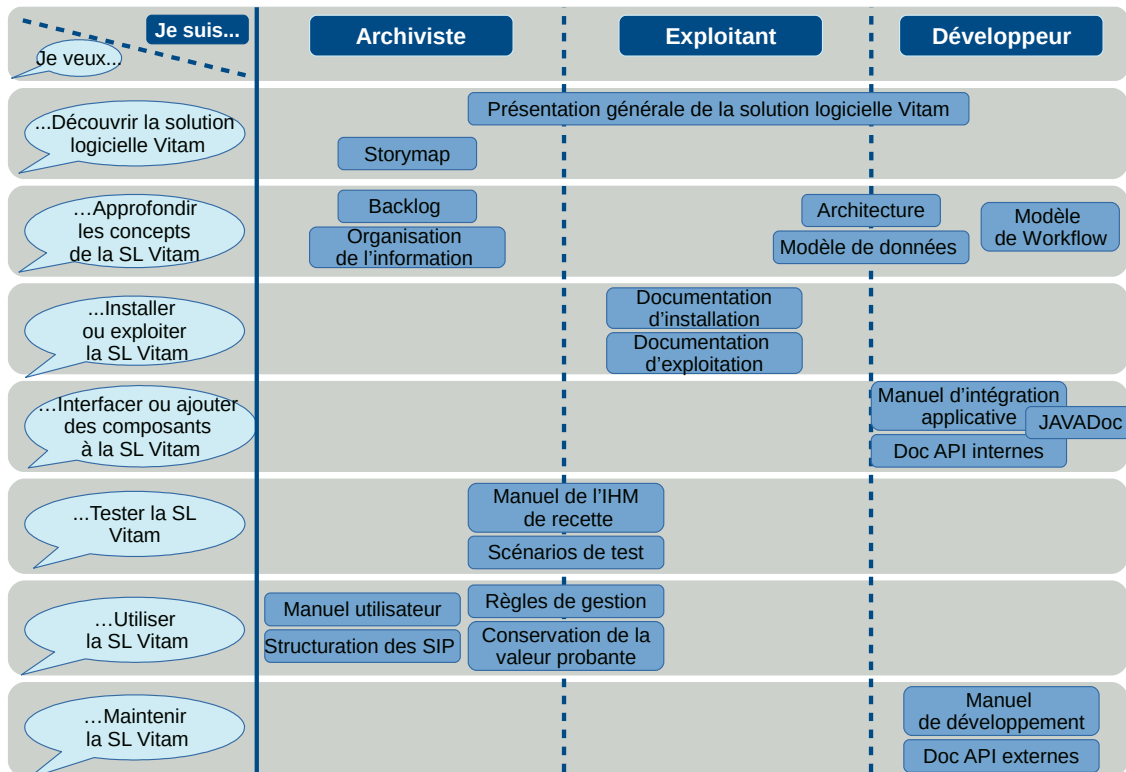 Je suis...
Archiviste
Exploitant
Développeur
Je veux...
...Découvrir la solution
logicielle Vitam
Présentation générale de la solution logicielle Vitam
Storymap
…Approfondir
les concepts
de la SL Vitam
Backlog
Organisation
de l’information
Architecture
Modèle de données
Modèle
de Workflow
...Installer
ou exploiter
la SL Vitam
Documentation
d’installation
Documentation
d’exploitation
…Interfacer ou ajouter
des composants
à la SL Vitam
Manuel d’intégration
applicative
JAVADoc
Doc API internes
...Tester la SL
Vitam
Manuel de l’IHM
de recette
Scénarios de test
…Utiliser
la SL Vitam
Manuel utilisateur
Structuration des SIP
Règles de gestion
Conservation de la
valeur probante
…Maintenir
la SL Vitam
Manuel
de développement
Doc API externes